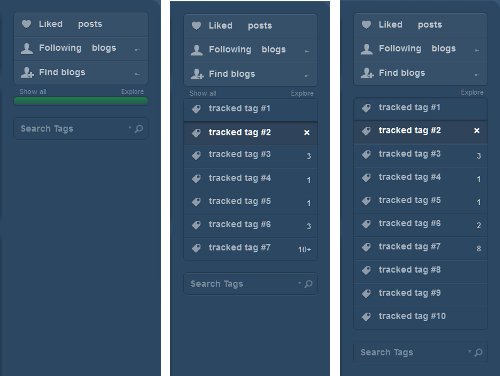 Liked posts
Following blogs
Find blogs
Show all Explore
Search Tags
Liked posts
Following blogs
Find blogs
Show all Explore
tracked tag #1
tracked tag #2 ×
tracked tag #3 3
tracked tag #4 1
tracked tag #5 1
tracked tag #6 3
tracked tag #7 10+
Search Tags
Liked posts
Following blogs
Find blogs
Explore
tracked tag #1
tracked tag #2 ×
tracked tag #3 3
tracked tag #4 1
tracked tag #5 1
tracked tag #6 2
tracked tag #7 8
tracked tag #8
tracked tag #9
tracked tag #10
Search Tags